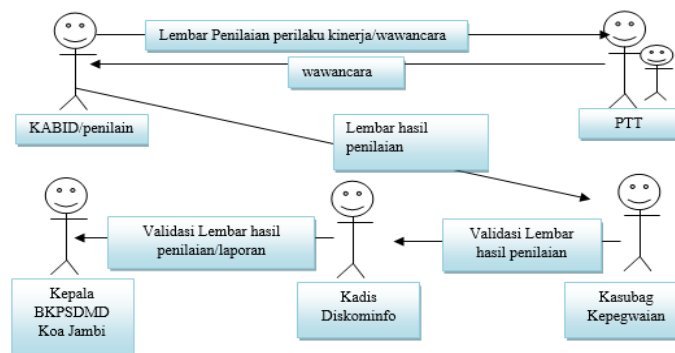 Lembar Penilaian perilaku kinerja/wawancara
wawancara
KABID/penilain
PTT
Lembar hasil
penilaian
Validasi Lembar hasil
penilaian/laporan
Validasi Lembar
hasil penilaian
Kepala
BKPSDMD
Koa Jambi
Kadis
Diskominfo
Kasubag
Kepegwaian